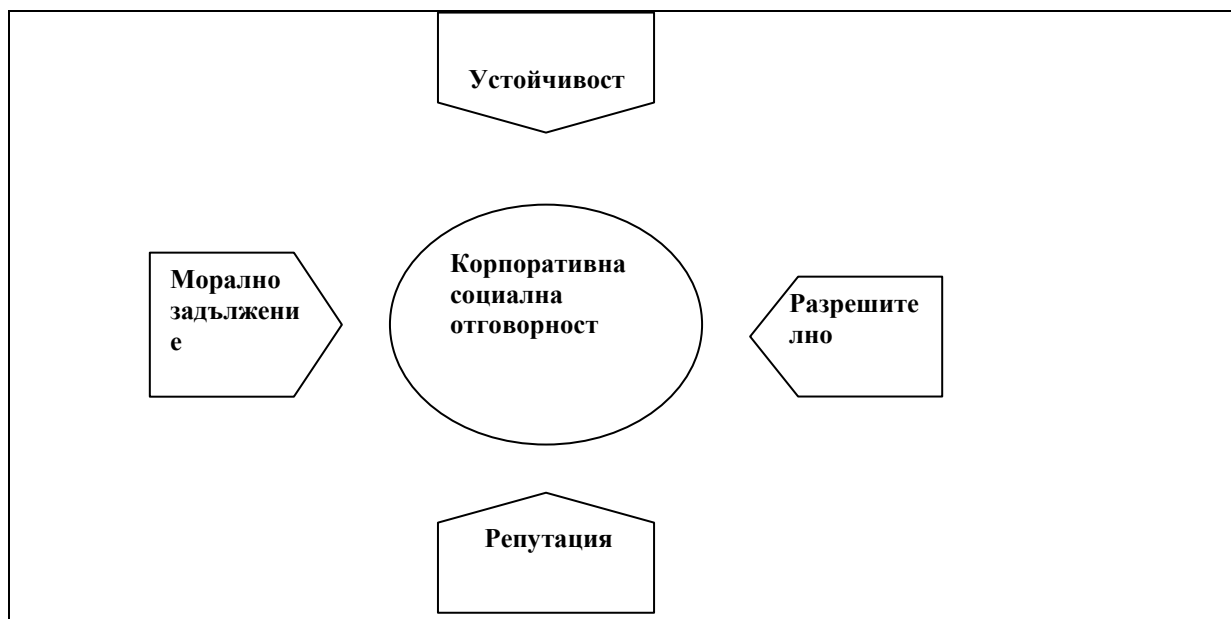 Устойчивост
Морално
задължени
е
Корпоративна
социална
отговорност
Разрешите
лно
Репутация